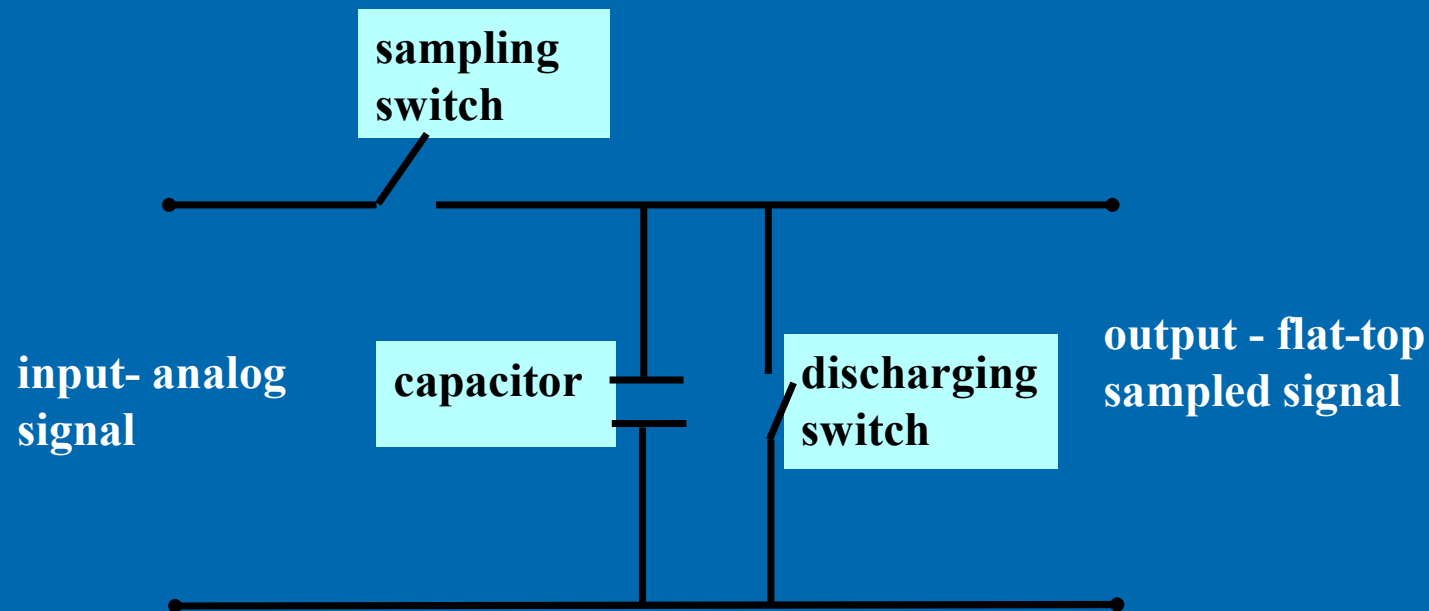 sampling
switch
input- analog
signal
capacitor
discharging
switch
output - flat-top
sampled signal